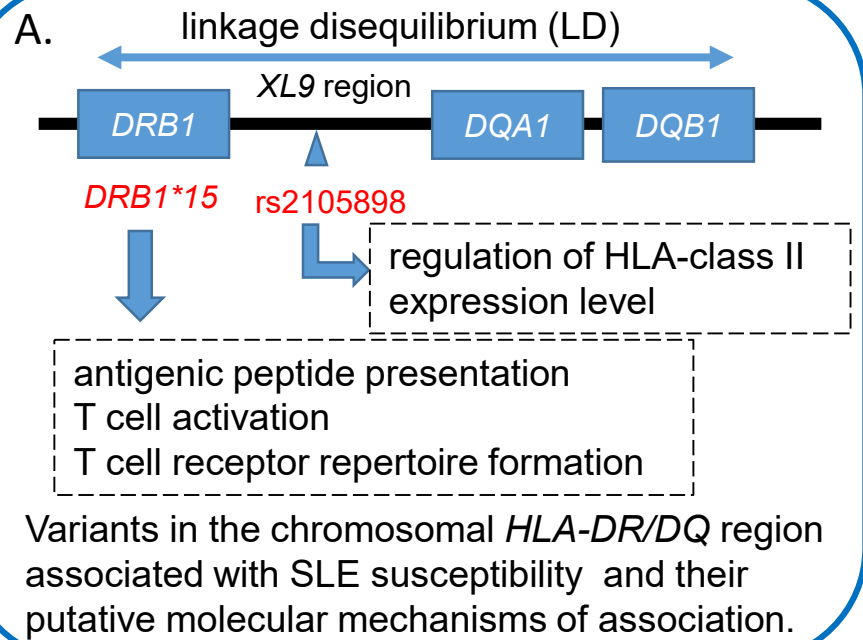 A.
linkage disequilibrium (LD)
XL9 region
DRB1
DQA1
DQB1
DRB1*15
rs2105898
regulation of HLA-class II
expression level
antigenic peptide presentation
T cell activation
T cell receptor repertoire formation
Variants in the chromosomal HLA-DR/DQ region
associated with SLE susceptibility and their
putative molecular mechanisms of association.